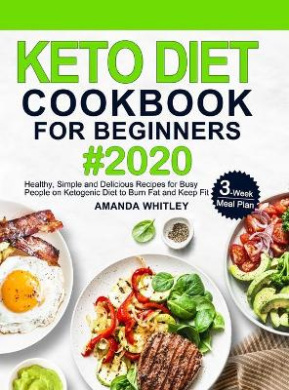 KETO DIET
COOKBOOK
FOR BEGINNERS
#2020
Healthy, Simple and Delicious Recipes for Busy
People on Ketogenic Diet to Burn Fat and Keep Fit
3-Week
Meal Plan
AMANDA WHITLEY